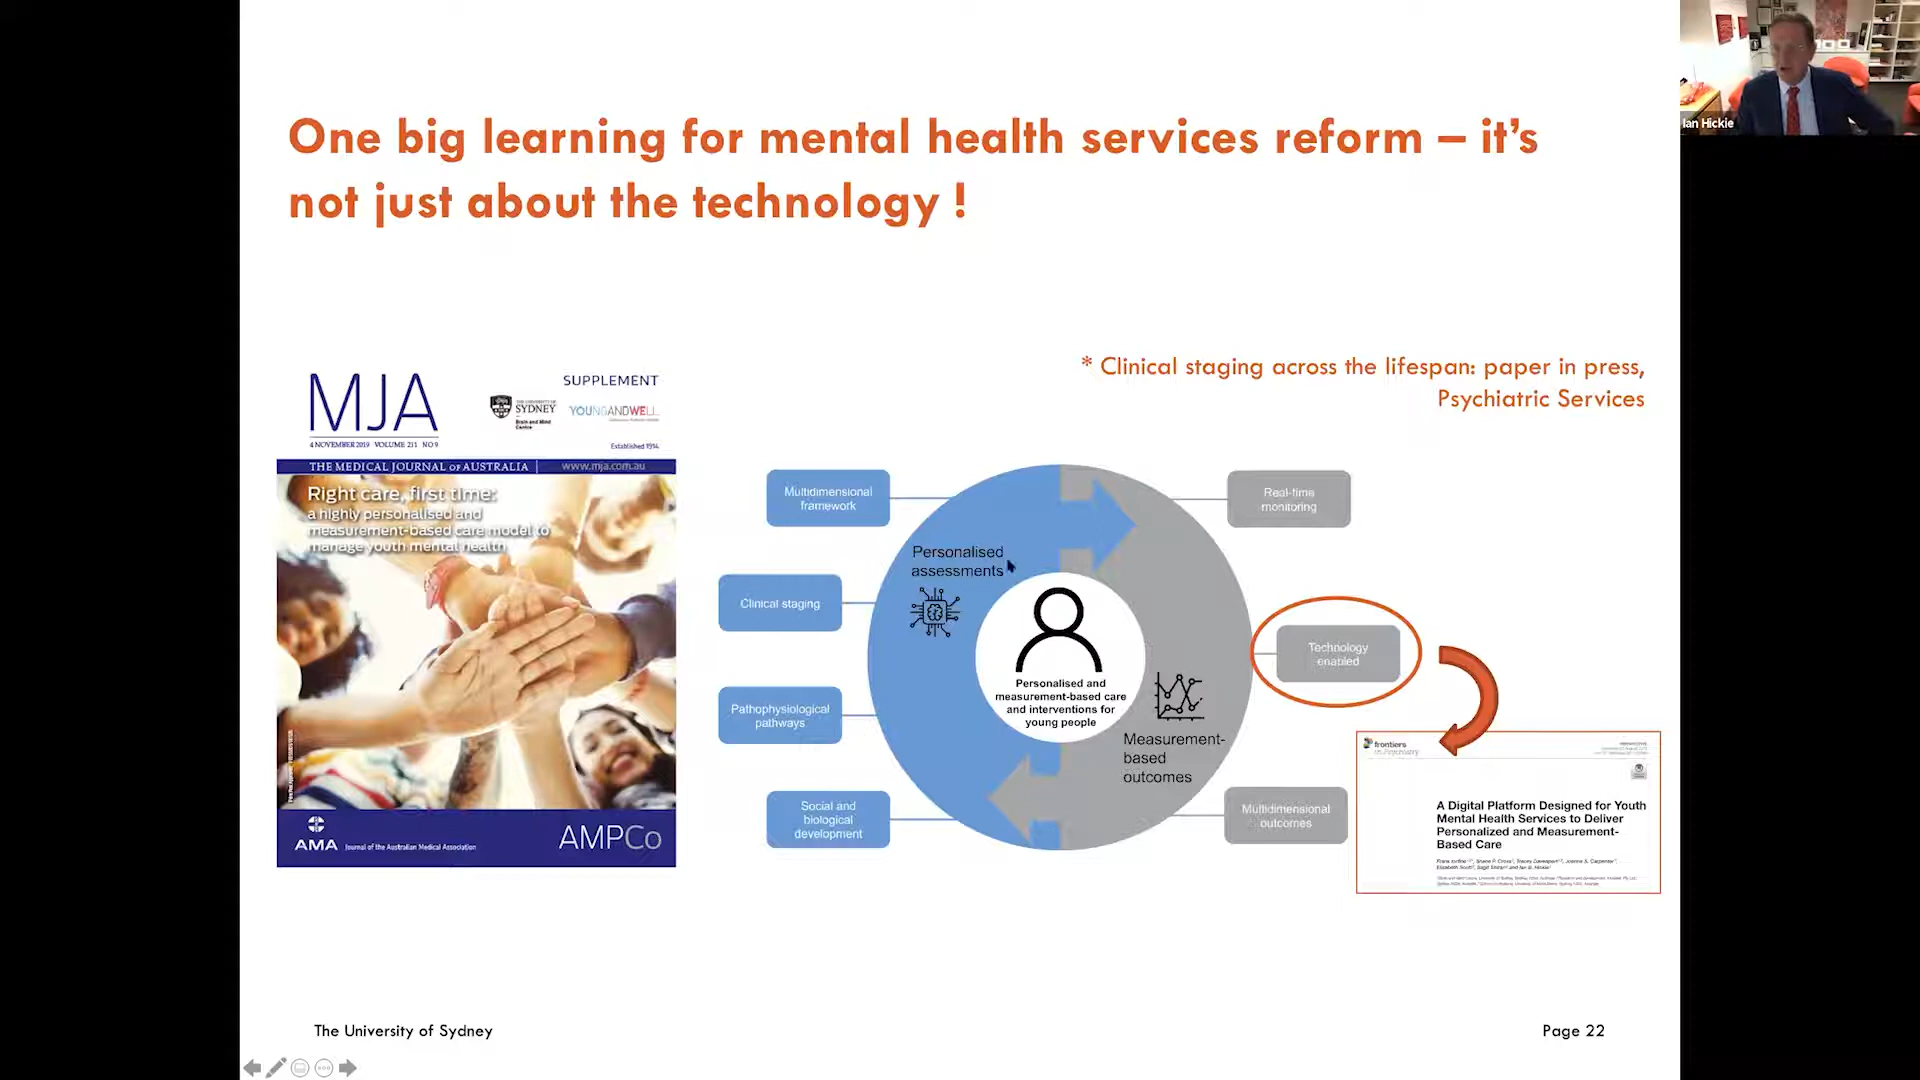 One big learning for mental health services reform – it's
not just about the technology !
Ian Hickie
* Clinical staging across the lifespan: paper in press,
Psychiatric Services
MJA
4 NOVEMBER 2019 VOLUME 211 NO 9
SUPPLEMENT
THE UNIVERSITY OF
SYDNEY
Brain and Mind
Centre
YOUNGANDWELL
Established 1914
THE MEDICAL JOURNAL OF AUSTRALIA
www.mja.com.au
Right care, first time:
a highly personalised and
measurement-based care model to
manage youth mental health
AMA Journal of the Australian Medical Association
AMPCo
Multidimensional
framework
Clinical staging
Pathophysiological
pathways
Social and
biological
development
Personalised
assessments
Personalised and
measurement-based care
and interventions for
young people
Measurement-
based
outcomes
Real-time
monitoring
Technology
enabled
Multidimensional
outcomes
frontiers
in Psychiatry
A Digital Platform Designed for Youth
Mental Health Services to Deliver
Personalized and Measurement-
Based Care
The University of Sydney
Page 22